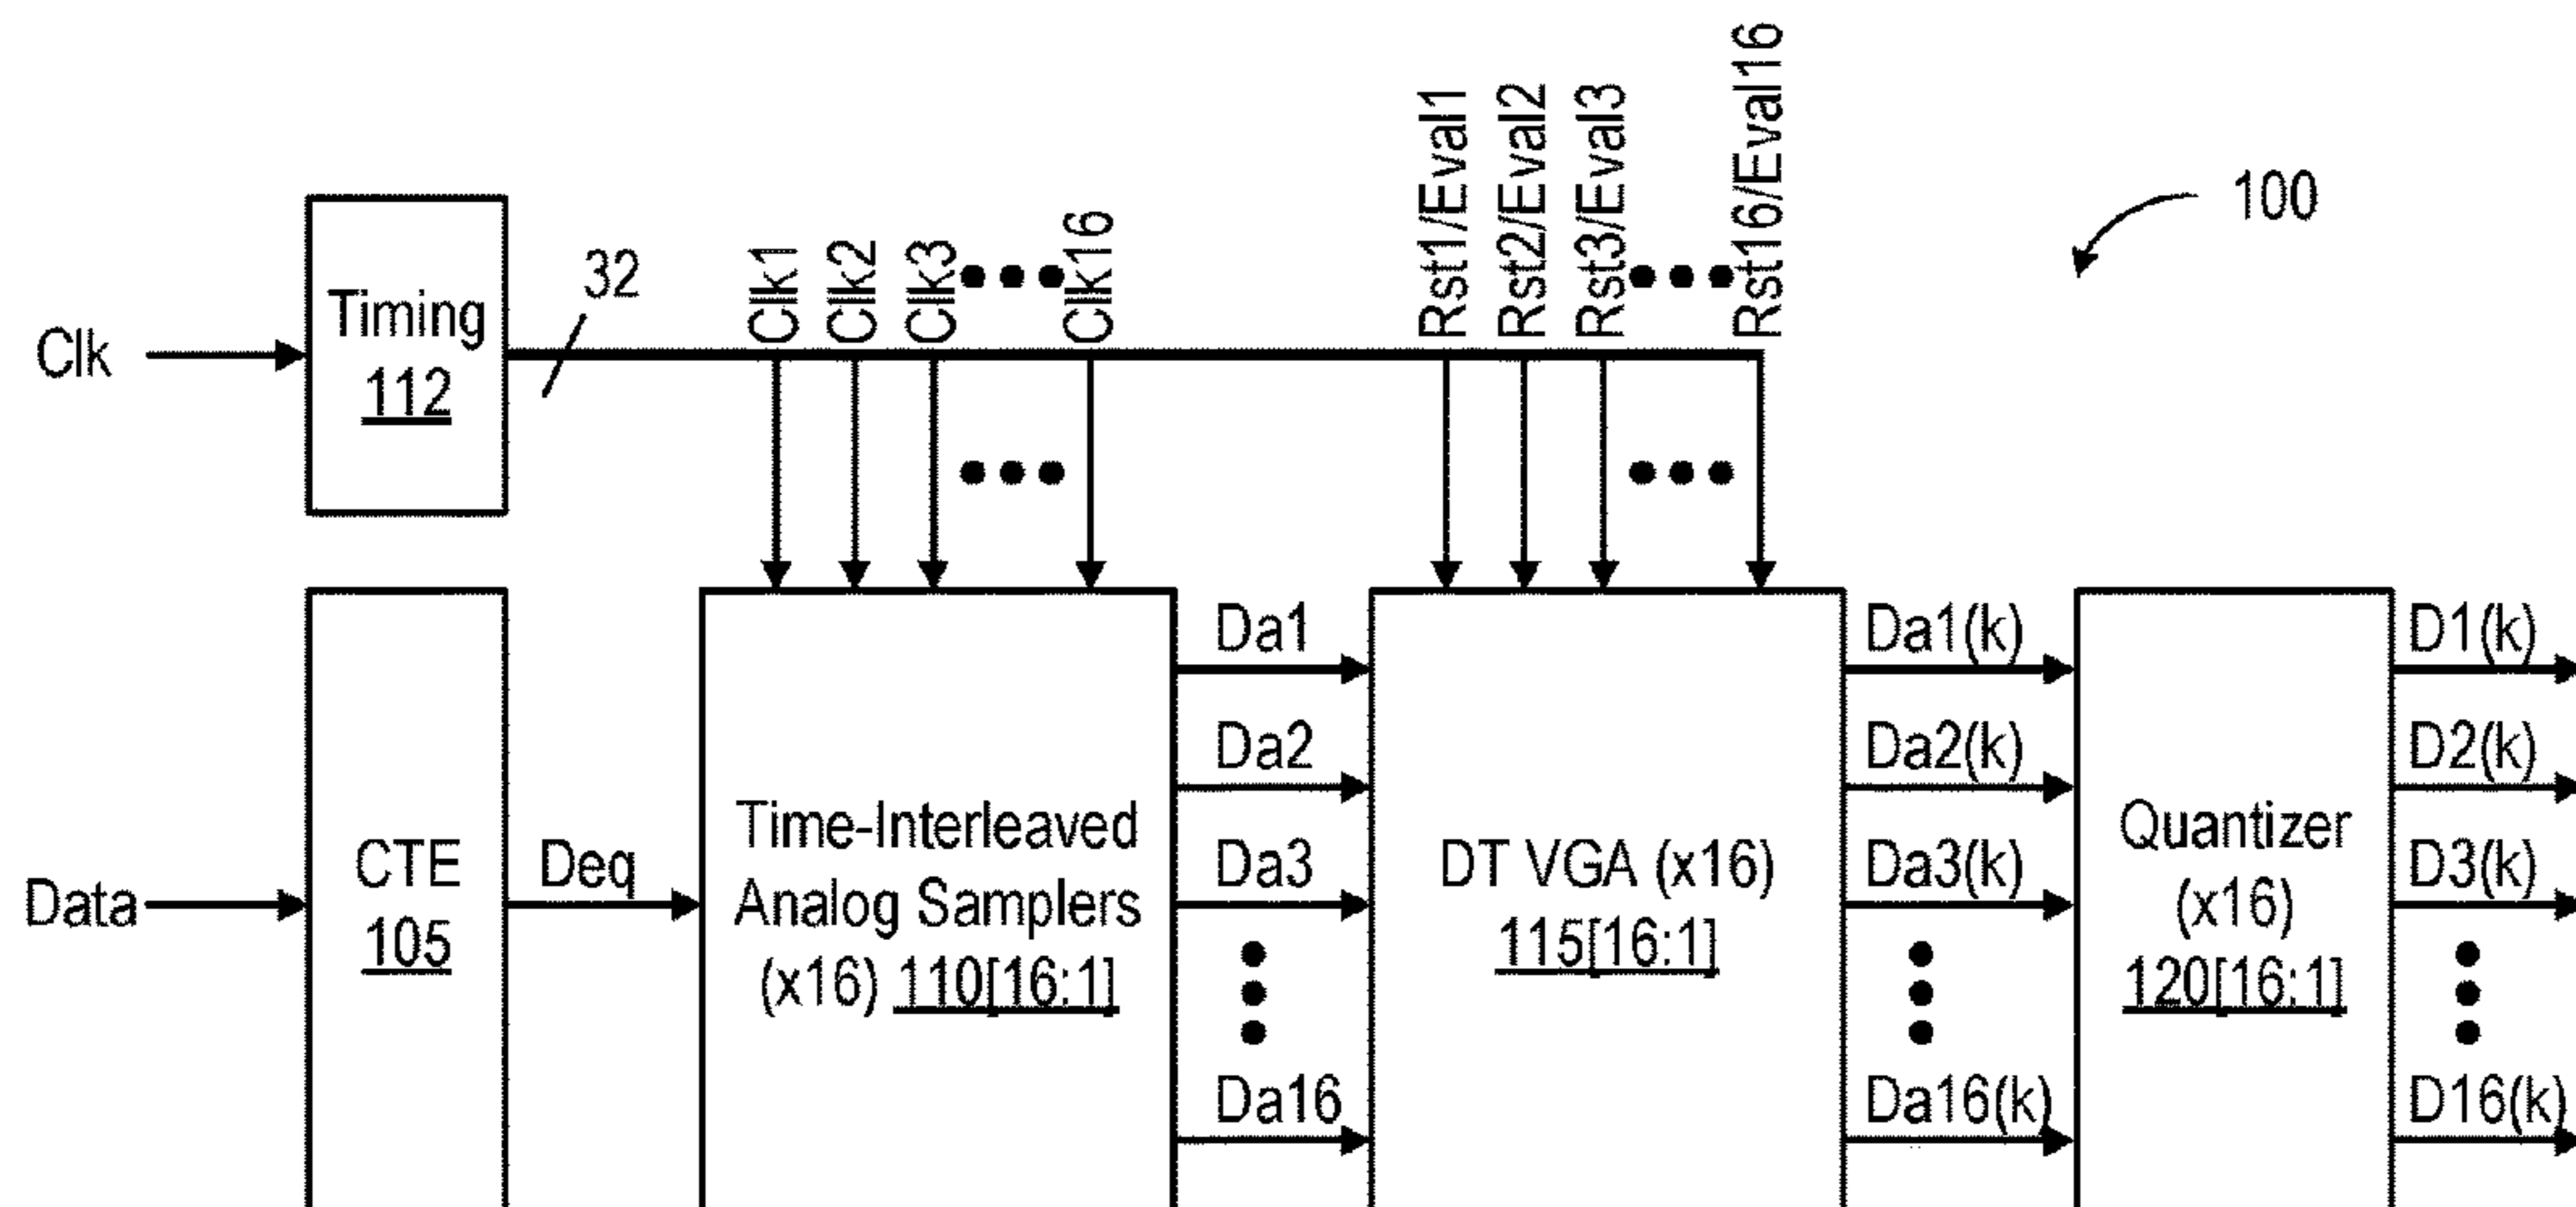 Rst1/Eval1
Rst2/Eval2
Rst3/Eval3
Rst16/Eval16
100
Clk1
Clk2
Clk3
Clk16
32
Clk
Timing
112
Data
CTE
105
Deq
Time-Interleaved
Analog Samplers
(x16) 110[16:1]
Da1
Da2
Da3
Da16
DT VGA (x16)
115[16:1]
Da1(k)
Da2(k)
Da3(k)
Da16(k)
Quantizer
(x16)
120[16:1]
D1(k)
D2(k)
D3(k)
D16(k)